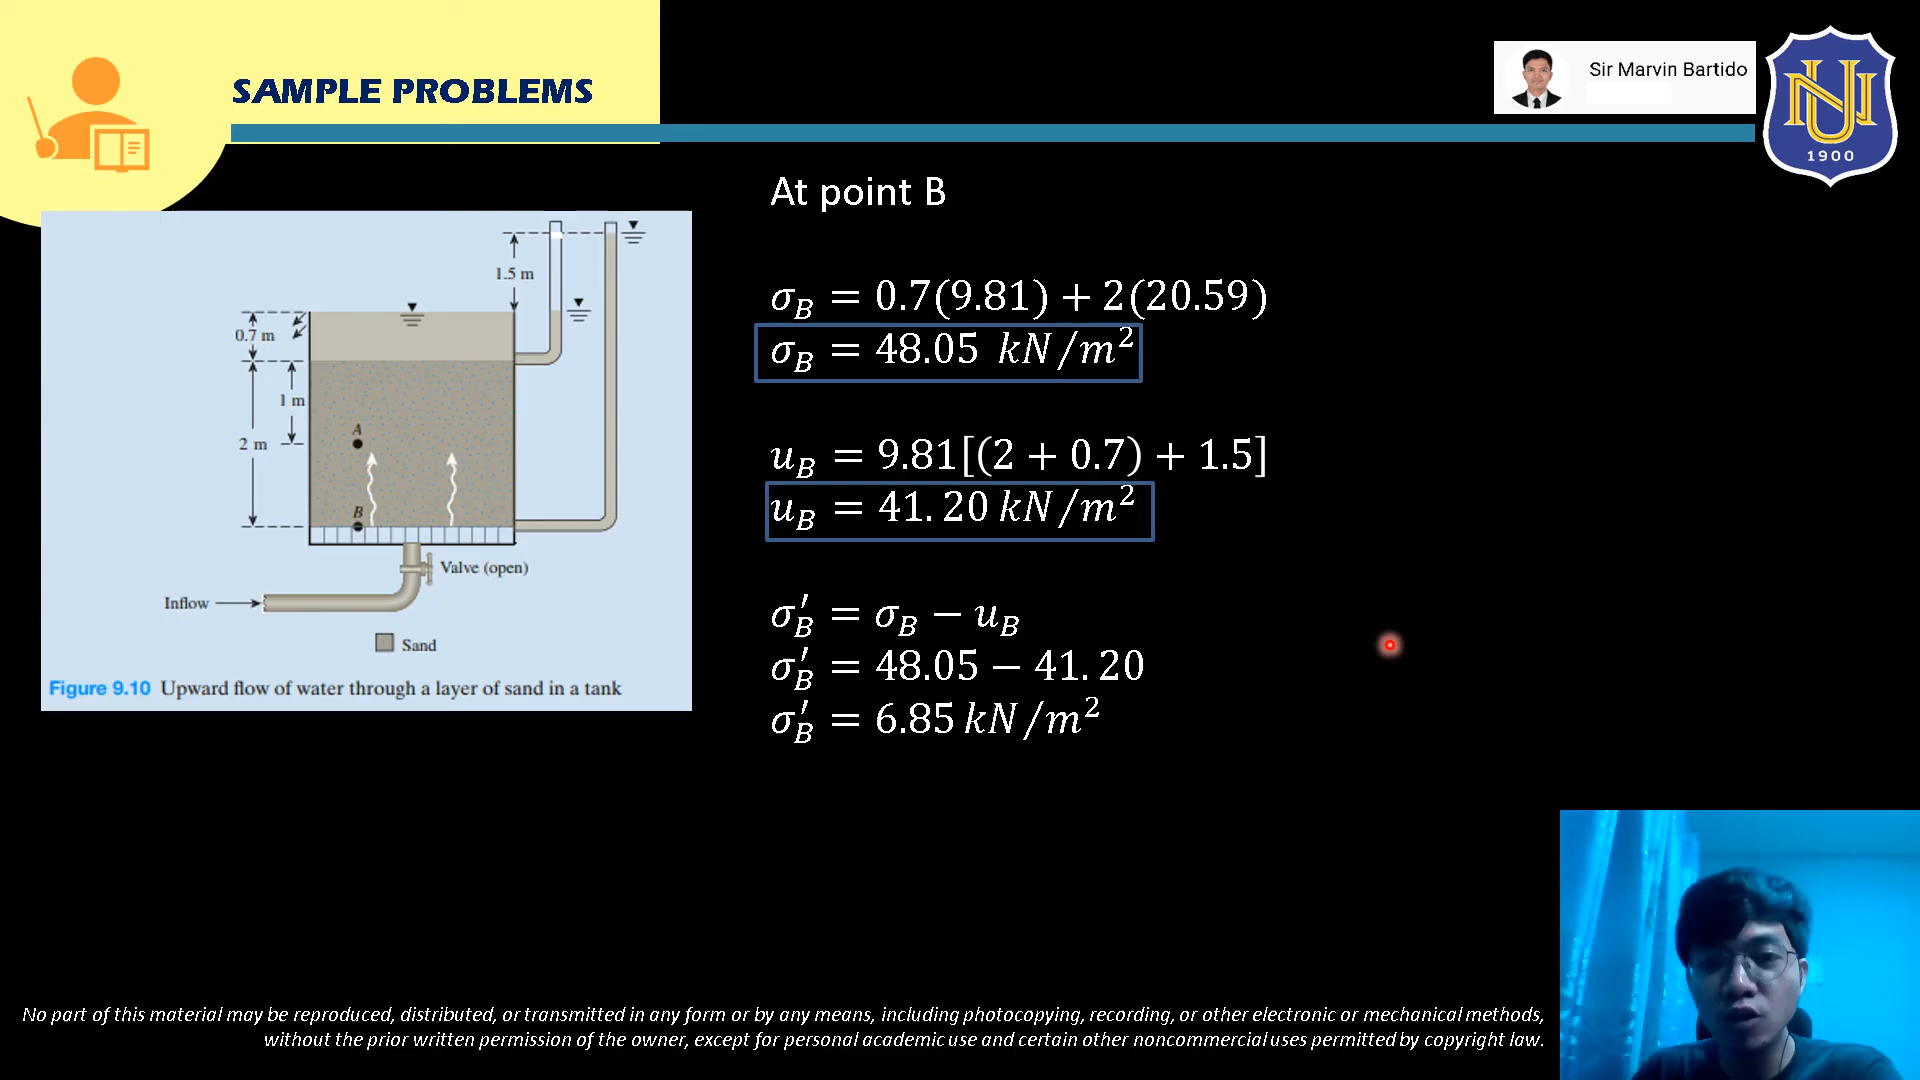 SAMPLE PROBLEMS
Sir Marvin Bartido
1900
At point B
σ_B = 0.7(9.81) + 2(20.59)
σ_B = 48.05 kN/m²
u_B = 9.81[(2 + 0.7) + 1.5]
u_B = 41.20 kN/m²
σ′_B = σ_B − u_B
σ′_B = 48.05 − 41.20
σ′_B = 6.85 kN/m²
1.5 m
0.7 m
1 m
A
2 m
B
Valve (open)
Inflow
Sand
Figure 9.10 Upward flow of water through a layer of sand in a tank
No part of this material may be reproduced, distributed, or transmitted in any form or by any means, including photocopying, recording, or other electronic or mechanical methods,
without the prior written permission of the owner, except for personal academic use and certain other noncommercial uses permitted by copyright law.